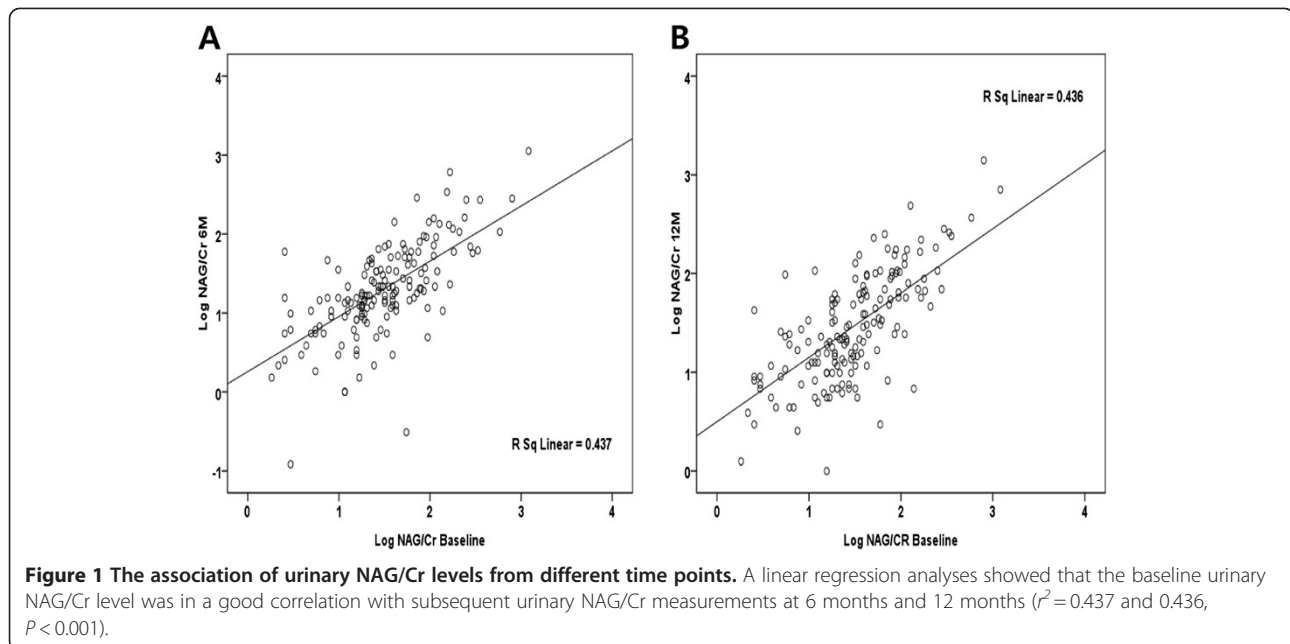 A
B
4
3
2
1
0
-1
Log NAG/Cr 6M
R Sq Linear = 0.437
0 1 2 3 4
Log NAG/Cr Baseline
4
3
2
1
0
Log NAG/Cr 12M
R Sq Linear = 0.436
0 1 2 3 4
Log NAG/CR Baseline
Figure 1 The association of urinary NAG/Cr levels from different time points. A linear regression analyses showed that the baseline urinary
NAG/Cr level was in a good correlation with subsequent urinary NAG/Cr measurements at 6 months and 12 months (r² = 0.437 and 0.436,
P < 0.001).